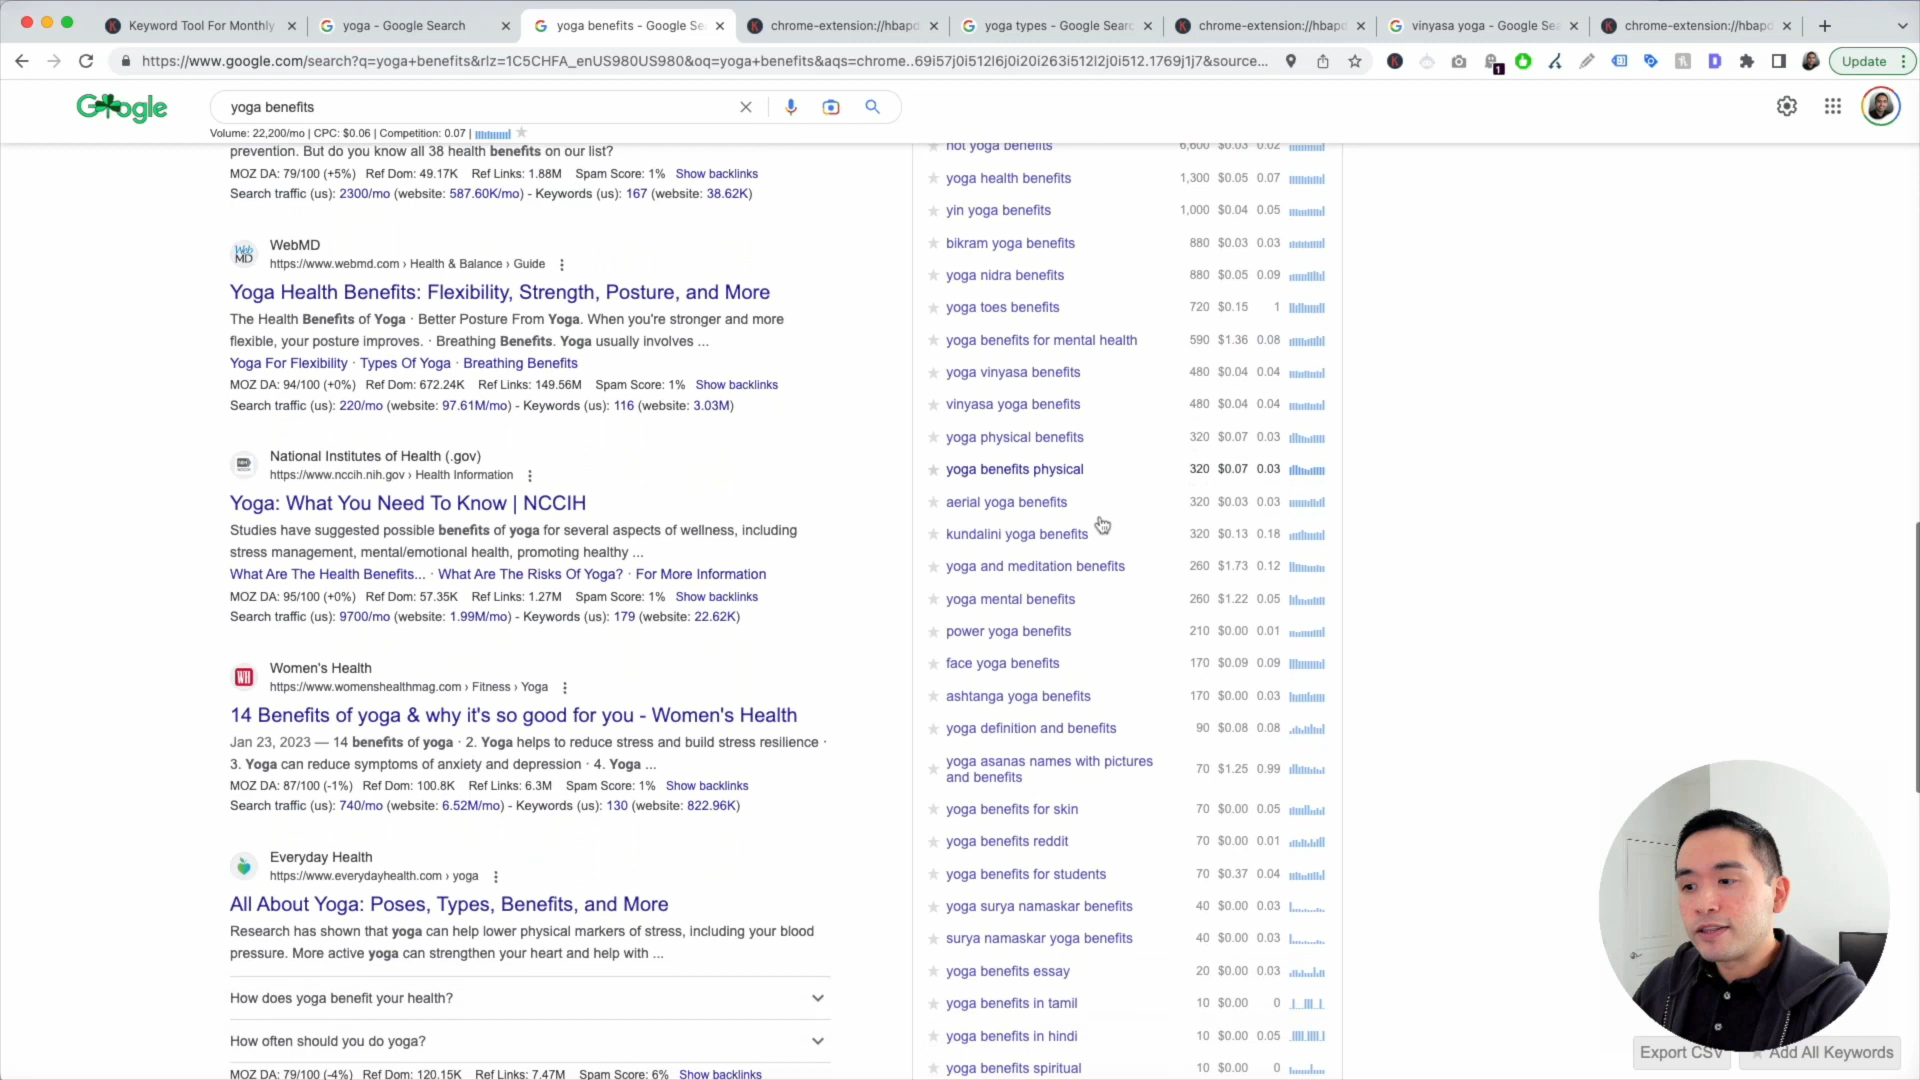 Keyword Tool For Monthly
yoga - Google Search
yoga benefits - Google Se
chrome-extension://hbapd
yoga types - Google Searc
chrome-extension://hbapd
vinyasa yoga - Google Sea
chrome-extension://hbapd
https://www.google.com/search?q=yoga+benefits&rlz=1C5CHFA_enUS980US980&oq=yoga+benefits&aqs=chrome..69i57j0i512l6j0i20i263i512l2j0i512.1769j1j7&source...
1
Update
Google
yoga benefits
Volume: 22,200/mo | CPC: $0.06 | Competition: 0.07 |
prevention. But do you know all 38 health benefits on our list?
MOZ DA: 79/100 (+5%) Ref Dom: 49.17K Ref Links: 1.88M Spam Score: 1% Show backlinks
Search traffic (us): 2300/mo (website: 587.60K/mo) - Keywords (us): 167 (website: 38.62K)
WebMD
https://www.webmd.com › Health & Balance › Guide
Yoga Health Benefits: Flexibility, Strength, Posture, and More
The Health Benefits of Yoga · Better Posture From Yoga. When you're stronger and more
flexible, your posture improves. · Breathing Benefits. Yoga usually involves ...
Yoga For Flexibility · Types Of Yoga · Breathing Benefits
MOZ DA: 94/100 (+0%) Ref Dom: 672.24K Ref Links: 149.56M Spam Score: 1% Show backlinks
Search traffic (us): 220/mo (website: 97.61M/mo) - Keywords (us): 116 (website: 3.03M)
National Institutes of Health (.gov)
https://www.nccih.nih.gov › Health Information
Yoga: What You Need To Know | NCCIH
Studies have suggested possible benefits of yoga for several aspects of wellness, including
stress management, mental/emotional health, promoting healthy ...
What Are The Health Benefits... · What Are The Risks Of Yoga? · For More Information
MOZ DA: 95/100 (+0%) Ref Dom: 57.35K Ref Links: 1.27M Spam Score: 1% Show backlinks
Search traffic (us): 9700/mo (website: 1.99M/mo) - Keywords (us): 179 (website: 22.62K)
Women's Health
https://www.womenshealthmag.com › Fitness › Yoga
14 Benefits of yoga & why it's so good for you - Women's Health
Jan 23, 2023 — 14 benefits of yoga · 2. Yoga helps to reduce stress and build stress resilience ·
3. Yoga can reduce symptoms of anxiety and depression · 4. Yoga ...
MOZ DA: 87/100 (-1%) Ref Dom: 100.8K Ref Links: 6.3M Spam Score: 1% Show backlinks
Search traffic (us): 740/mo (website: 6.52M/mo) - Keywords (us): 130 (website: 822.96K)
Everyday Health
https://www.everydayhealth.com › yoga
All About Yoga: Poses, Types, Benefits, and More
Research has shown that yoga can help lower physical markers of stress, including your blood
pressure. More active yoga can strengthen your heart and help with ...
How does yoga benefit your health?
How often should you do yoga?
MOZ DA: 79/100 (-4%) Ref Dom: 120.15K Ref Links: 7.47M Spam Score: 6% Show backlinks
hot yoga benefits 6,600 $0.03 0.02
yoga health benefits 1,300 $0.05 0.07
yin yoga benefits 1,000 $0.04 0.05
bikram yoga benefits 880 $0.03 0.03
yoga nidra benefits 880 $0.05 0.09
yoga toes benefits 720 $0.15 1
yoga benefits for mental health 590 $1.36 0.08
yoga vinyasa benefits 480 $0.04 0.04
vinyasa yoga benefits 480 $0.04 0.04
yoga physical benefits 320 $0.07 0.03
yoga benefits physical 320 $0.07 0.03
aerial yoga benefits 320 $0.03 0.03
kundalini yoga benefits 320 $0.13 0.18
yoga and meditation benefits 260 $1.73 0.12
yoga mental benefits 260 $1.22 0.05
power yoga benefits 210 $0.00 0.01
face yoga benefits 170 $0.09 0.09
ashtanga yoga benefits 170 $0.00 0.03
yoga definition and benefits 90 $0.08 0.08
yoga asanas names with pictures
and benefits 70 $1.25 0.99
yoga benefits for skin 70 $0.00 0.05
yoga benefits reddit 70 $0.00 0.01
yoga benefits for students 70 $0.37 0.04
yoga surya namaskar benefits 40 $0.00 0.03
surya namaskar yoga benefits 40 $0.00 0.03
yoga benefits essay 20 $0.00 0.03
yoga benefits in tamil 10 $0.00 0
yoga benefits in hindi 10 $0.00 0.05
yoga benefits spiritual 10 $0.00 0
Export CSV
Add All Keywords